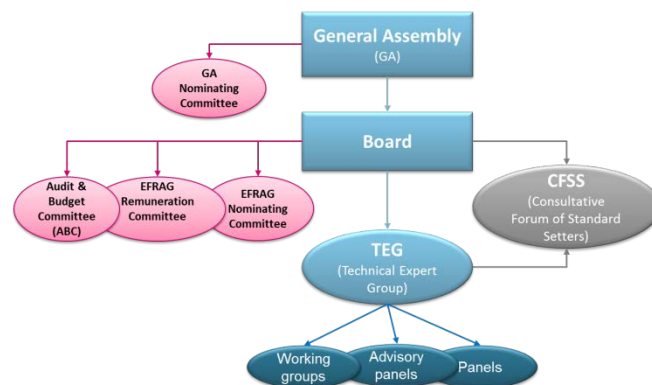 General Assembly
(GA)
GA
Nominating
Committee
Board
Audit &
Budget
Committee
(ABC)
EFRAG
Remuneration
Committee
EFRAG
Nominating
Committee
CFSS
(Consultative
Forum of Standard
Setters)
TEG
(Technical Expert
Group)
Working
groups
Advisory
panels
Panels